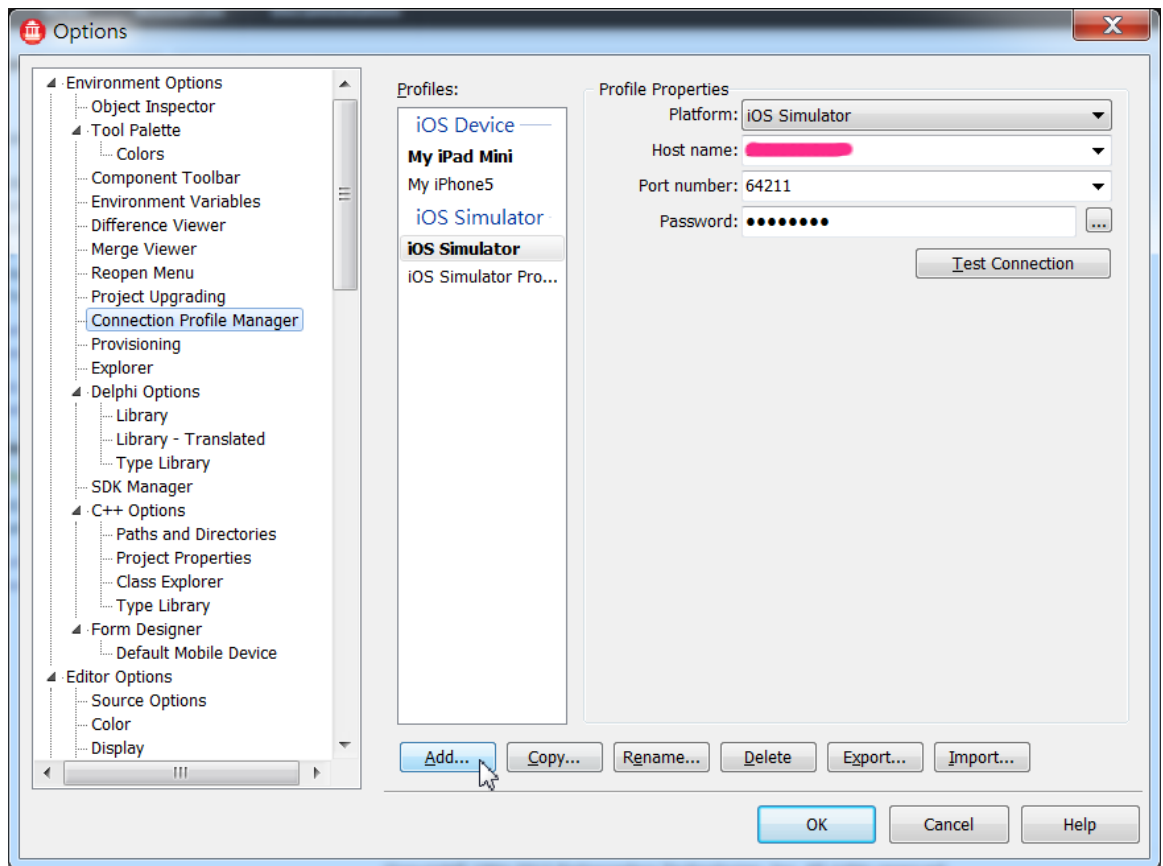 Options
Environment Options
Object Inspector
Tool Palette
Colors
Component Toolbar
Environment Variables
Difference Viewer
Merge Viewer
Reopen Menu
Project Upgrading
Connection Profile Manager
Provisioning
Explorer
Delphi Options
Library
Library - Translated
Type Library
SDK Manager
C++ Options
Paths and Directories
Project Properties
Class Explorer
Type Library
Form Designer
Default Mobile Device
Editor Options
Source Options
Color
Display
Profiles:
iOS Device
My iPad Mini
My iPhone5
iOS Simulator
iOS Simulator
iOS Simulator Pro...
Profile Properties
Platform: iOS Simulator
Host name:
Port number: 64211
Password: ●●●●●●●● ...
Test Connection
Add... Copy... Rename... Delete Export... Import...
OK Cancel Help